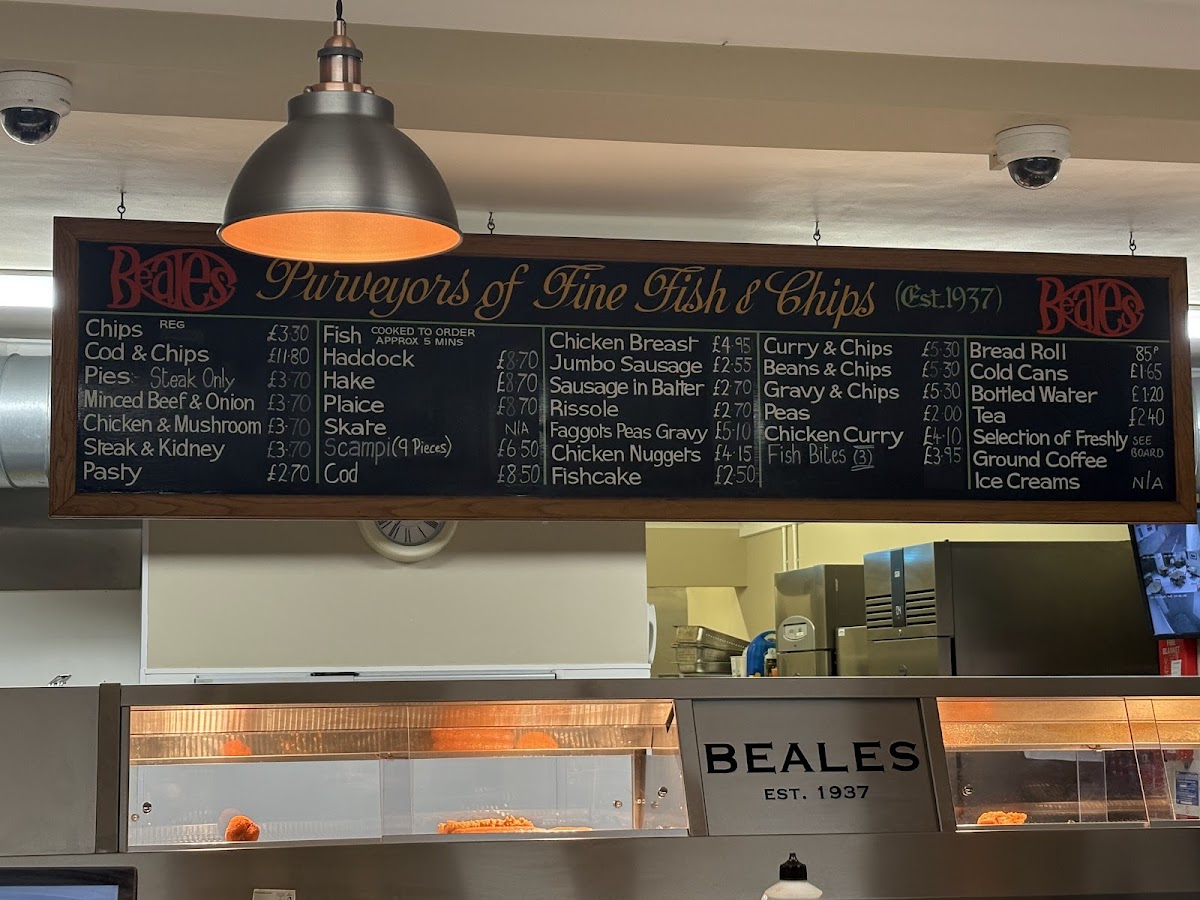 Beales
Purveyors of Fine Fish & Chips (Est. 1937)
Beales
Chips REG £3·30
Cod & Chips £11·80
Pies Steak Only £3·70
Minced Beef & Onion £3·70
Chicken & Mushroom £3·70
Steak & Kidney £3·70
Pasty £2·70
Fish COOKED TO ORDER
APPROX 5 MINS
Haddock £8·70
Hake £8·70
Plaice £8·70
Skate N/A
Scampi (9 Pieces) £6·50
Cod £8·50
Chicken Breast £4·95
Jumbo Sausage £2·55
Sausage in Batter £2·70
Rissole £2·70
Faggots Peas Gravy £5·10
Chicken Nuggets £4·15
Fishcake £2·50
Curry & Chips £5·30
Beans & Chips £5·30
Gravy & Chips £5·30
Peas £2·00
Chicken Curry £4·10
Fish Bites (3) £3·95
Bread Roll 85P
Cold Cans £1·65
Bottled Water £1·20
Tea £2·40
Selection of Freshly SEE
Ground Coffee BOARD
Ice Creams N/A
BEALES
EST. 1937